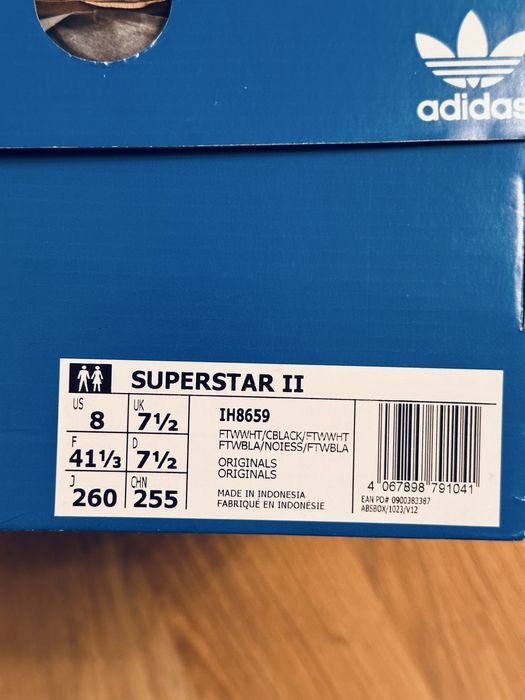 adidas
SUPERSTAR II
US 8 UK 7½
F 41⅓ D 7½
J 260 CHN 255
IH8659
FTWWHT/CBLACK/FTWWHT
FTWBLA/NOIESS/FTWBLA
ORIGINALS
ORIGINALS
MADE IN INDONESIA
FABRIQUÉ EN INDONÉSIE
4 067898 791041
EAN PO# 0900383387
ABSBOX/1023/V12